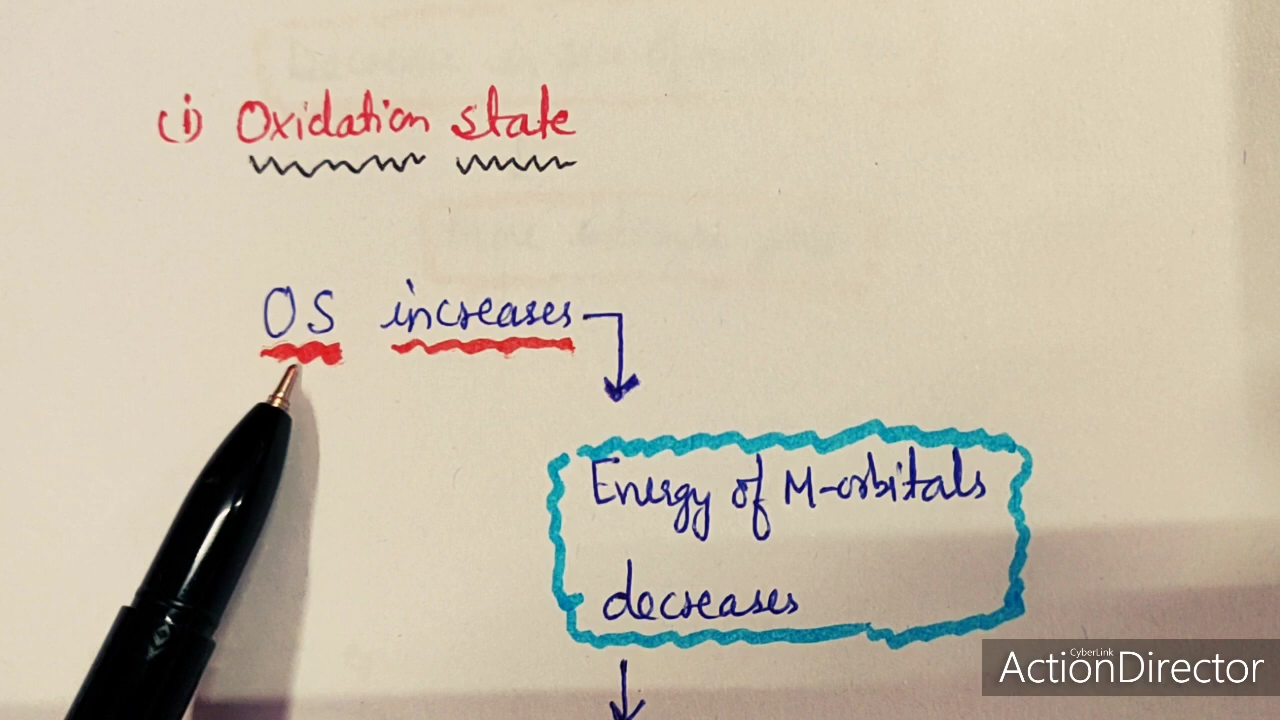 (i) Oxidation state
OS increases
Energy of M-orbitals
decreases
CyberLink
ActionDirector